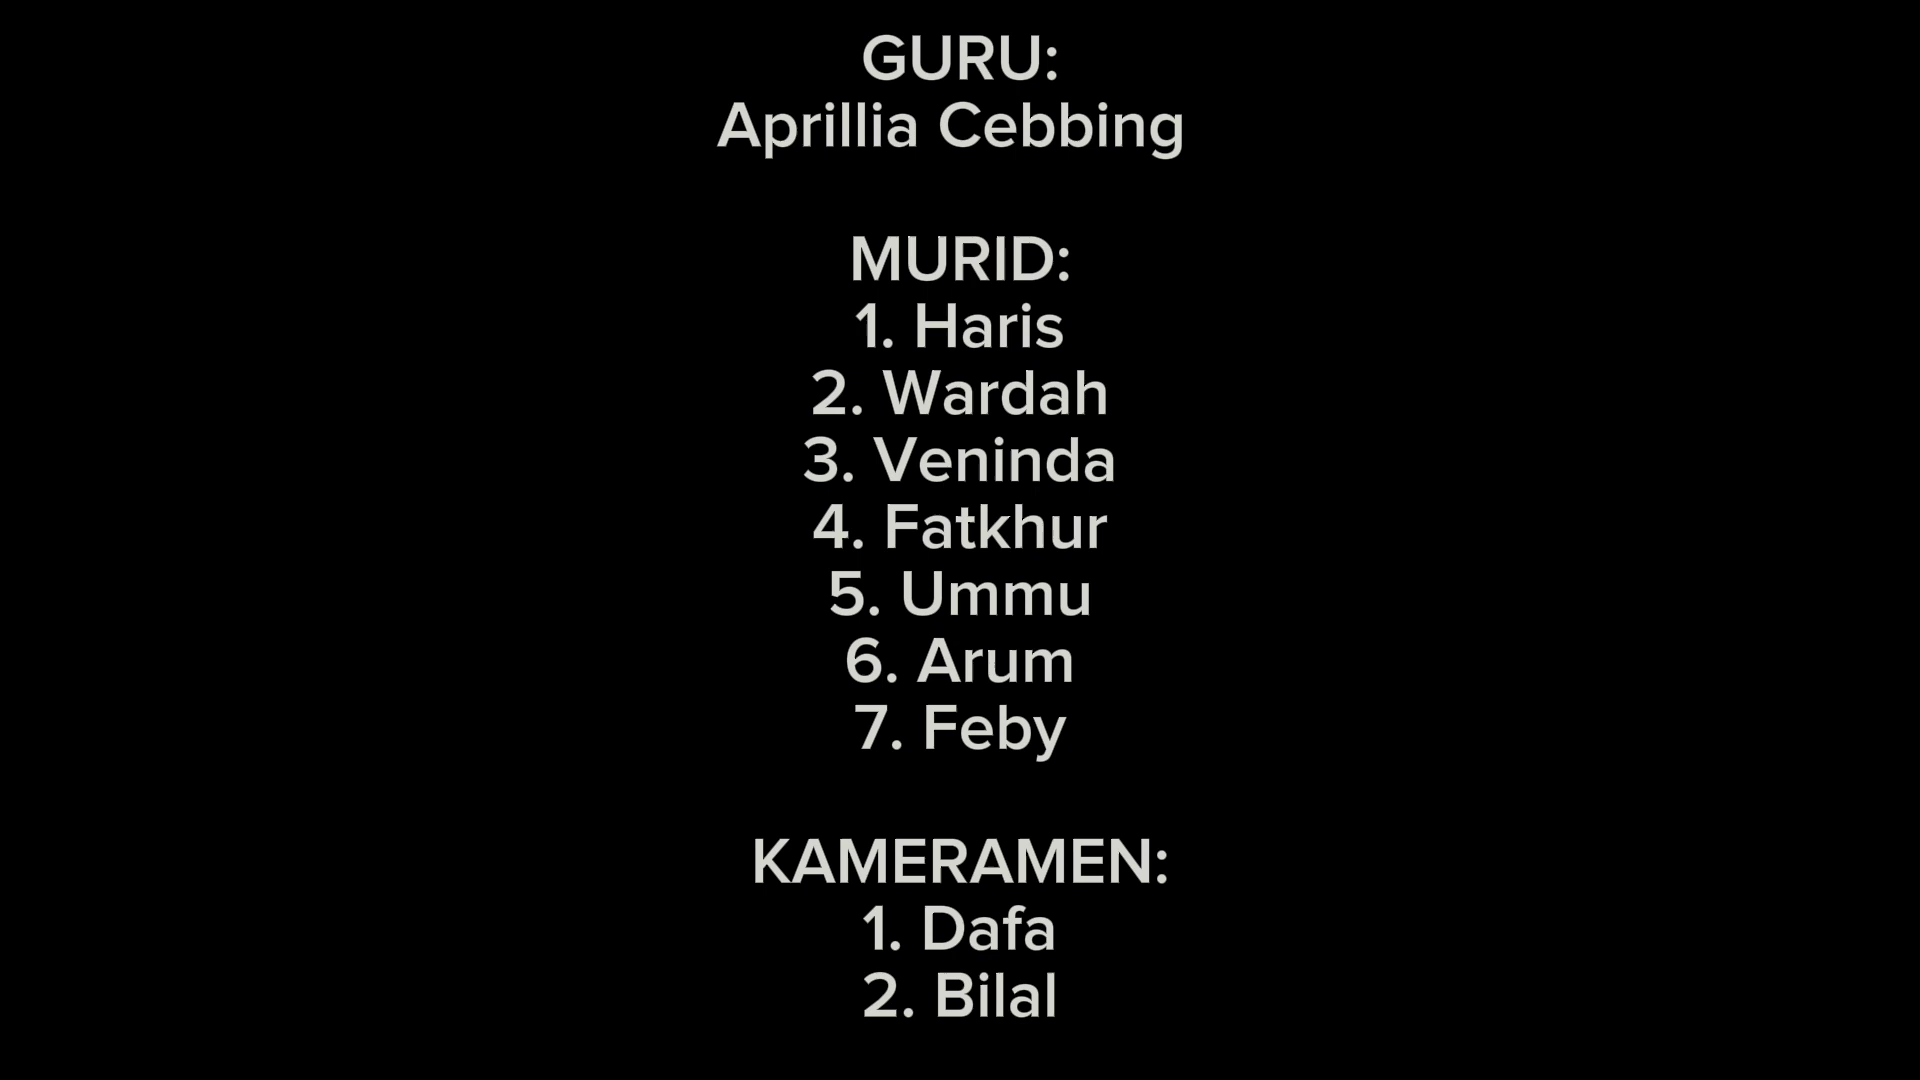 GURU:
Aprillia Cebbing
MURID:
1. Haris
2. Wardah
3. Veninda
4. Fatkhur
5. Ummu
6. Arum
7. Feby
KAMERAMEN:
1. Dafa
2. Bilal